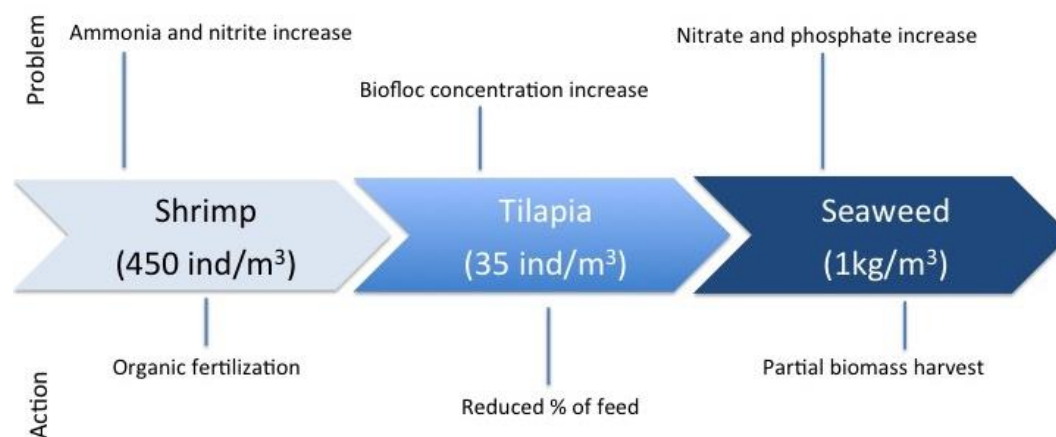 Problem
Ammonia and nitrite increase
Nitrate and phosphate increase
Biofloc concentration increase
Shrimp
(450 ind/m³)
Tilapia
(35 ind/m³)
Seaweed
(1kg/m³)
Organic fertilization
Partial biomass harvest
Reduced % of feed
Action